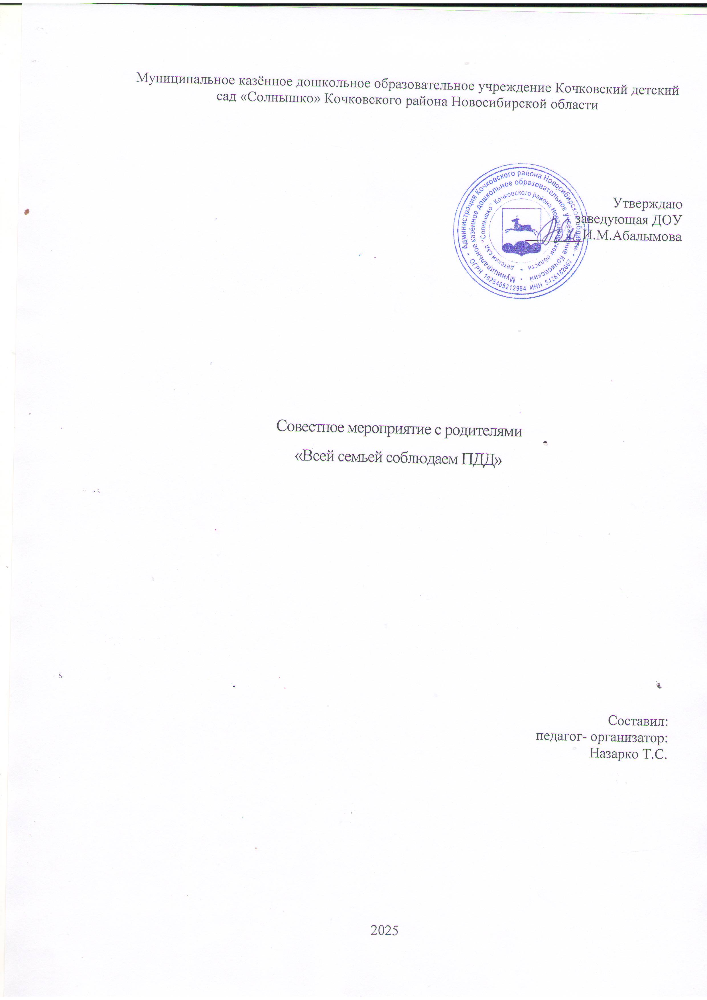 Муниципальное казённое дошкольное образовательное учреждение Кочковский детский
сад «Солнышко» Кочковского района Новосибирской области
Администрация Кочковского района Новосибирской области
ОГРН 1025405212984 ИНН 5426182667
Муниципальное казённое дошкольное образовательное учреждение Кочковский
детский сад "Солнышко" Кочковского района Новосибирской области
Утверждаю
заведующая ДОУ
И.М.Абалымова
Совестное мероприятие с родителями
«Всей семьей соблюдаем ПДД»
Составил:
педагог- организатор:
Назарко Т.С.
2025